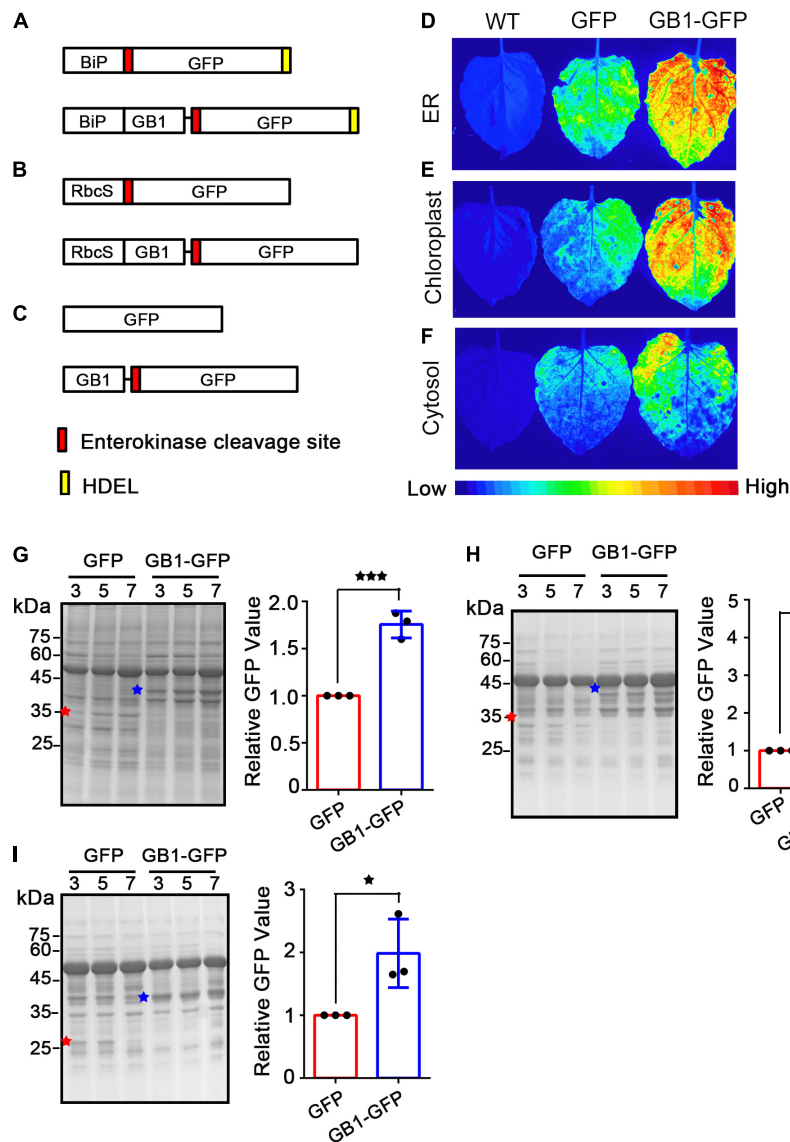 A
BiP GFP
BiP GB1 GFP
B
RbcS GFP
RbcS GB1 GFP
C
GFP
GB1 GFP
Enterokinase cleavage site
HDEL
D
WT GFP GB1-GFP
ER
E
Chloroplast
F
Cytosol
Low High
G
GFP GB1-GFP
3 5 7 3 5 7
kDa
75
60
45
35
25
Relative GFP Value
2.0
1.5
1.0
0.5
0
GFP
GB1-GFP
H
GFP GB1-GFP
3 5 7 3 5 7
kDa
75
60
45
35
25
Relative GFP Value
5
4
3
2
1
0
GFP
I
GFP GB1-GFP
3 5 7 3 5 7
kDa
75
60
45
35
25
Relative GFP Value
3
2
1
0
GFP
GB1-GFP